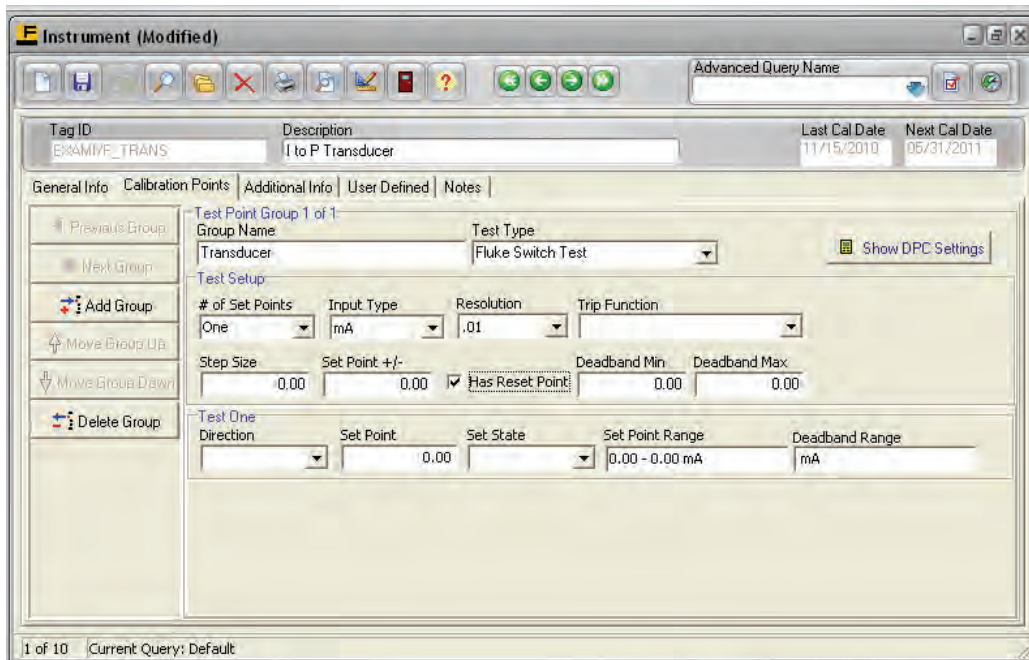 F Instrument (Modified)
Advanced Query Name
Tag ID Description Last Cal Date Next Cal Date
I to P Transducer 11/15/2010 05/31/2011
General Info Calibration Points Additional Info User Defined Notes
Previous Group
Next Group
Add Group
Move Group Up
Move Group Down
Delete Group
Test Point Group 1 of 1
Group Name Test Type
Transducer Fluke Switch Test Show DPC Settings
Test Setup
# of Set Points Input Type Resolution Trip Function
One mA .01
Step Size Set Point +/- Deadband Min Deadband Max
0.00 0.00 Has Reset Point 0.00 0.00
Test One
Direction Set Point Set State Set Point Range Deadband Range
0.00 0.00 - 0.00 mA mA
1 of 10 Current Query: Default